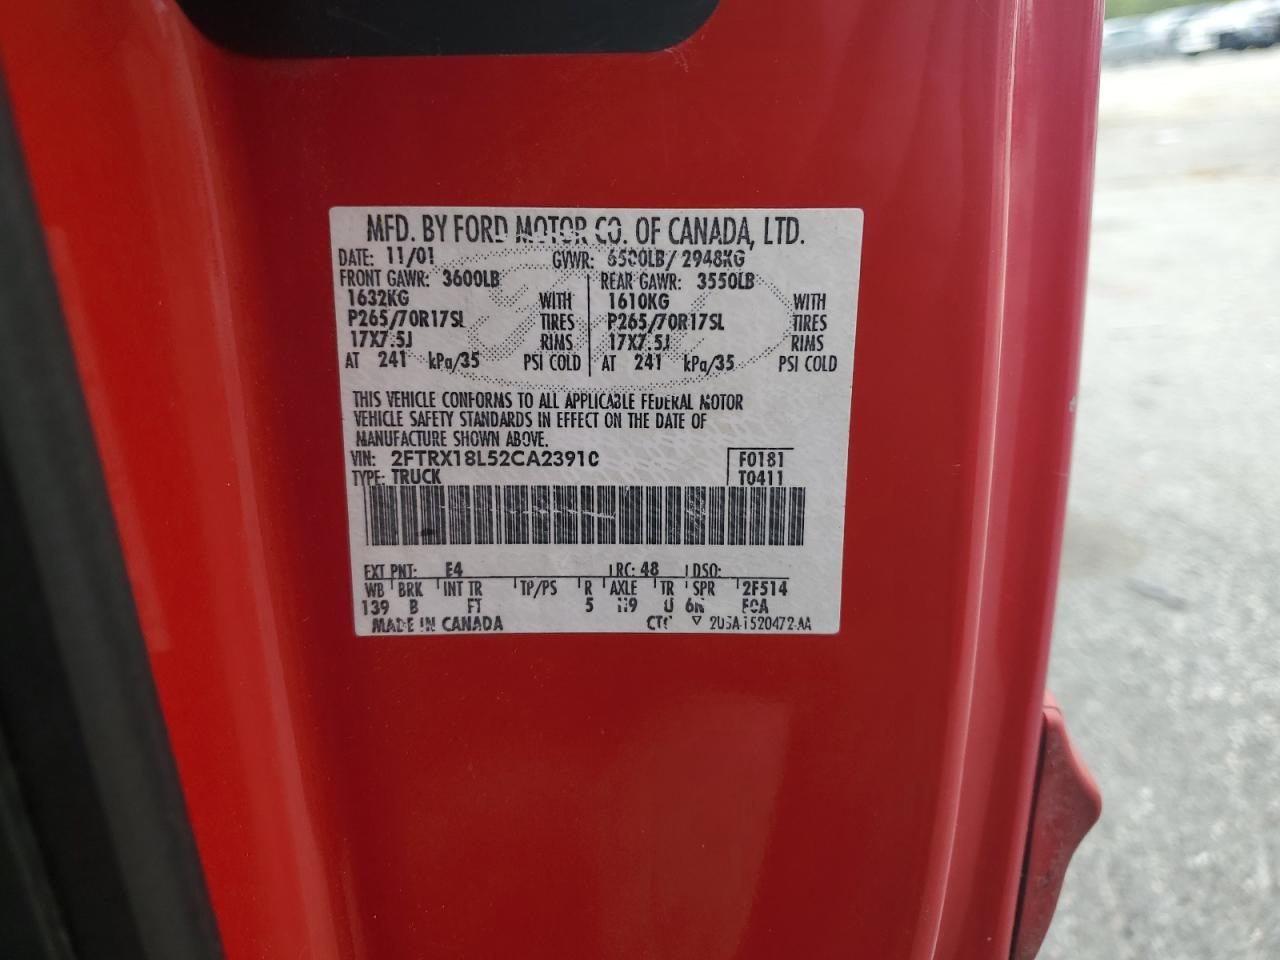 MFD. BY FORD MOTOR CO. OF CANADA, LTD.
DATE: 11/01 GVWR: 6500LB/ 2948KG
FRONT GAWR: 3600LB REAR GAWR: 3550LB
1632KG WITH 1610KG WITH
P265/70R17SL TIRES P265/70R17SL TIRES
17X7.5J RIMS 17X7.5J RIMS
AT 241 kPa/35 PSI COLD AT 241 kPa/35 PSI COLD
THIS VEHICLE CONFORMS TO ALL APPLICABLE FEDERAL MOTOR
VEHICLE SAFETY STANDARDS IN EFFECT ON THE DATE OF
MANUFACTURE SHOWN ABOVE.
VIN: 2FTRX18L52CA23910 F0181
TYPE: TRUCK T0411
EXT PNT: E4 RC: 48 DSO:
WB BRK INT TR TP/PS R AXLE TR SPR 2F514
139 B FT 5 H9 U
MADE IN CANADA